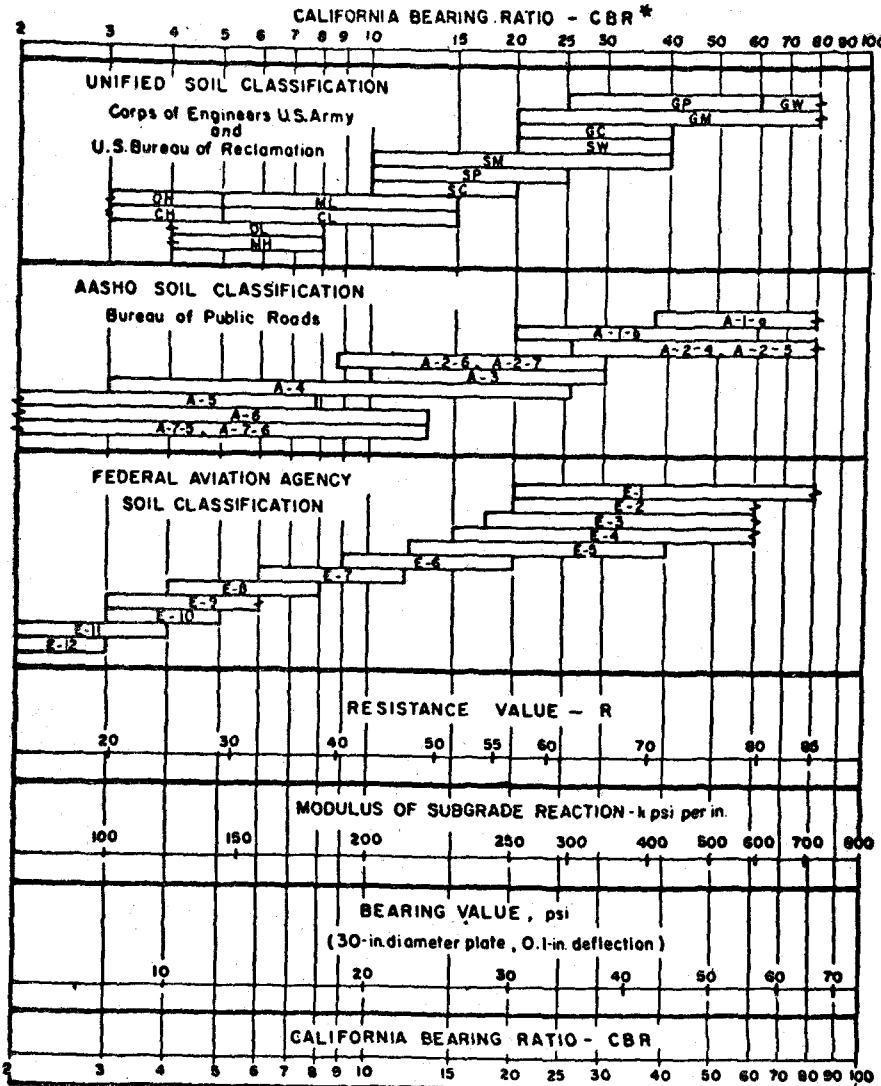 CALIFORNIA BEARING RATIO - CBR*
2 3 4 5 6 7 8 9 10 15 20 25 30 40 50 60 70 80 100
UNIFIED SOIL CLASSIFICATION
Corps of Engineers U.S. Army
and
U.S. Bureau of Reclamation
GP GW
GM
GC
SW
SM
SP
SC
OH ML
CH CL
OL
MH
AASHO SOIL CLASSIFICATION
Bureau of Public Roads
A-1-a
A-1-b
A-2-4, A-2-5
A-2-6, A-2-7
A-3
A-4
A-5
A-6
A-7-5, A-7-6
FEDERAL AVIATION AGENCY
SOIL CLASSIFICATION
E-1
E-2
E-3
E-4
E-5
E-6
E-7
E-8
E-9
E-10
E-11
E-12
RESISTANCE VALUE - R
20 30 40 50 55 60 70 80 85
MODULUS OF SUBGRADE REACTION - k psi per in.
100 150 200 250 300 400 500 600 700 800
BEARING VALUE, psi
(30-in. diameter plate, 0.1-in. deflection)
10 20 30 40 50 60 70
CALIFORNIA BEARING RATIO - CBR
2 3 4 5 6 7 8 9 10 15 20 25 30 40 50 60 70 80 90 100